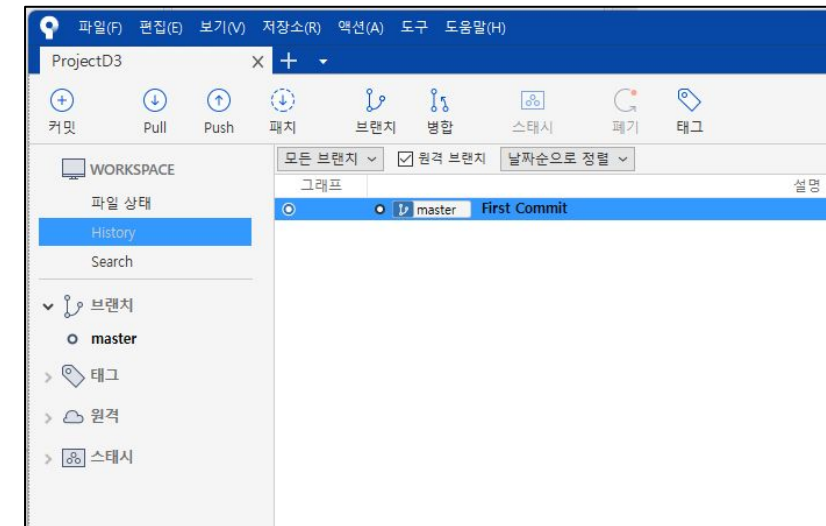 파일(F) 편집(E) 보기(V) 저장소(R) 액션(A) 도구 도움말(H)
ProjectD3
커밋 Pull Push 패치 브랜치 병합 스태시 폐기 태그
WORKSPACE
파일 상태
History
Search
브랜치
master
태그
원격
스태시
모든 브랜치 원격 브랜치 날짜순으로 정렬
그래프 설명
master First Commit